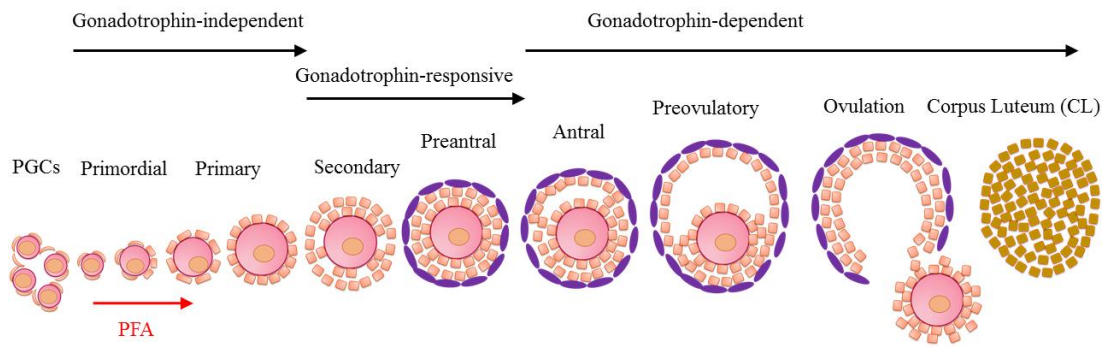 Gonadotrophin-independent
Gonadotrophin-dependent
Gonadotrophin-responsive
PGCs
Primordial
Primary
Secondary
Preantral
Antral
Preovulatory
Ovulation
Corpus Luteum (CL)
PFA